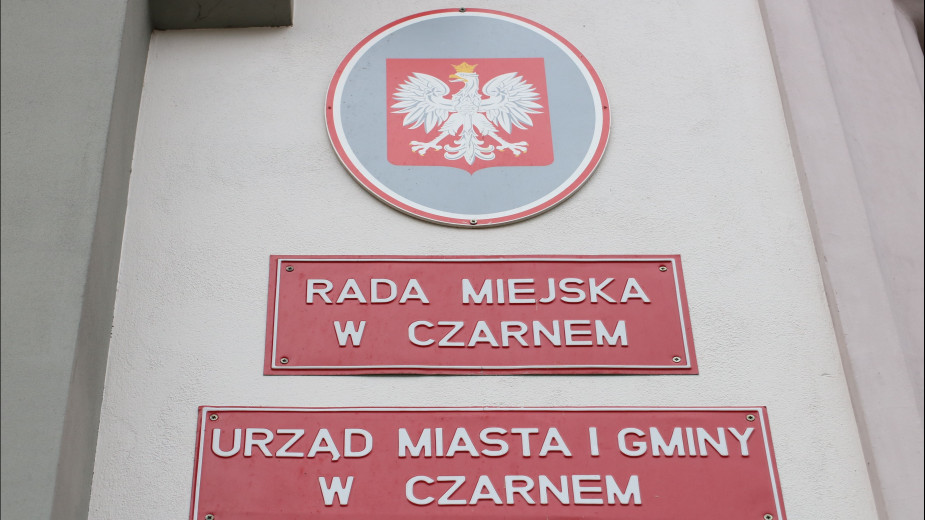 RADA MIEJSKA
W CZARNEM
URZĄD MIASTA I GMINY
W CZARNEM